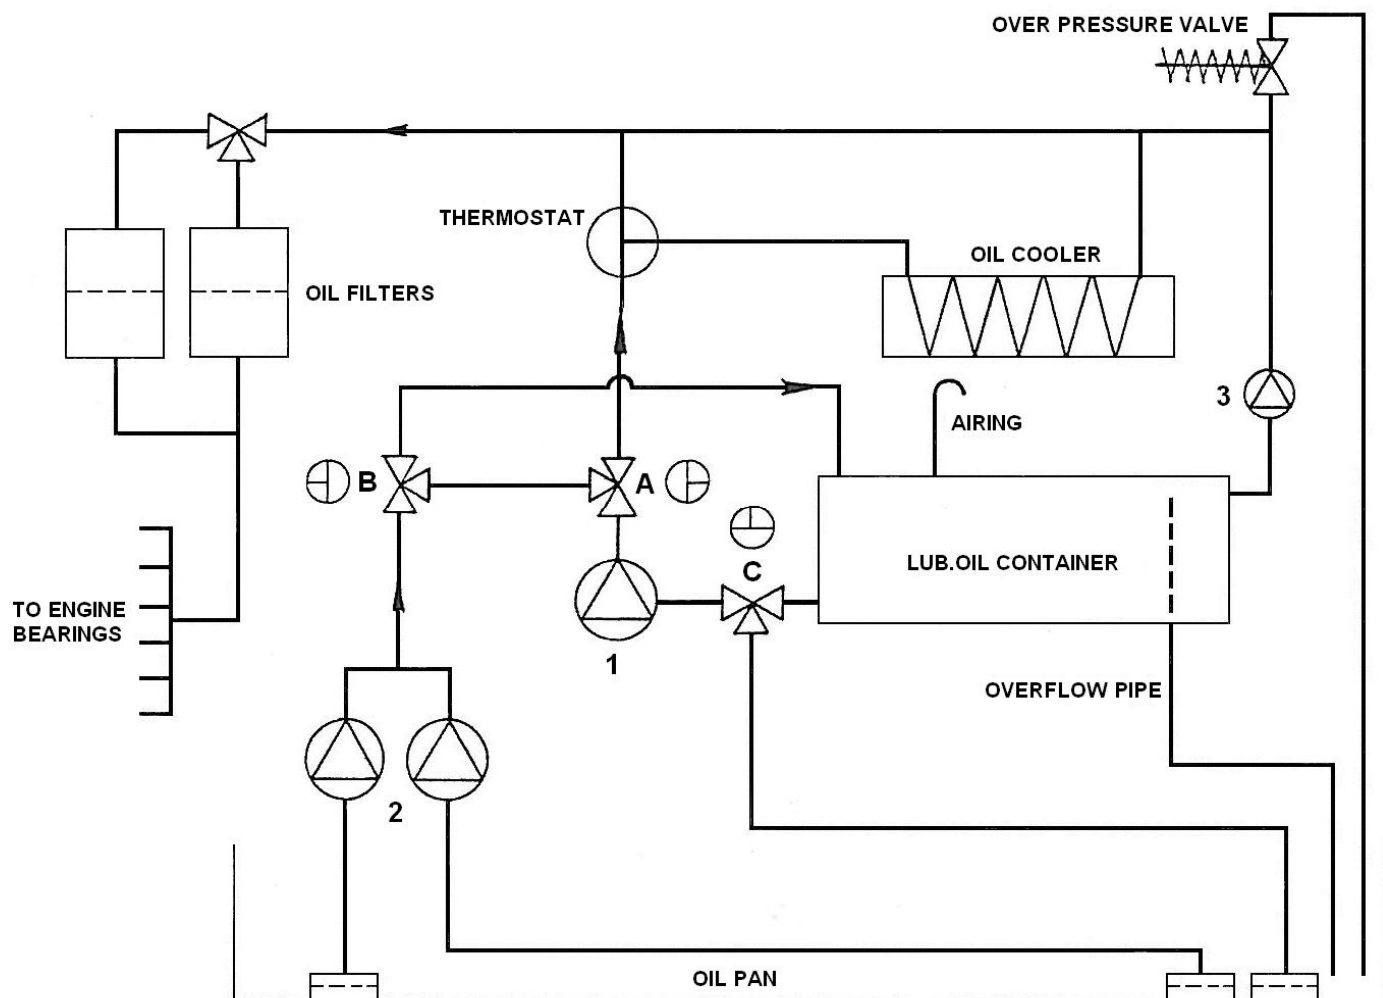 OVER PRESSURE VALVE
THERMOSTAT
OIL COOLER
OIL FILTERS
3
AIRING
B
A
C
LUB.OIL CONTAINER
TO ENGINE
BEARINGS
1
OVERFLOW PIPE
2
OIL PAN